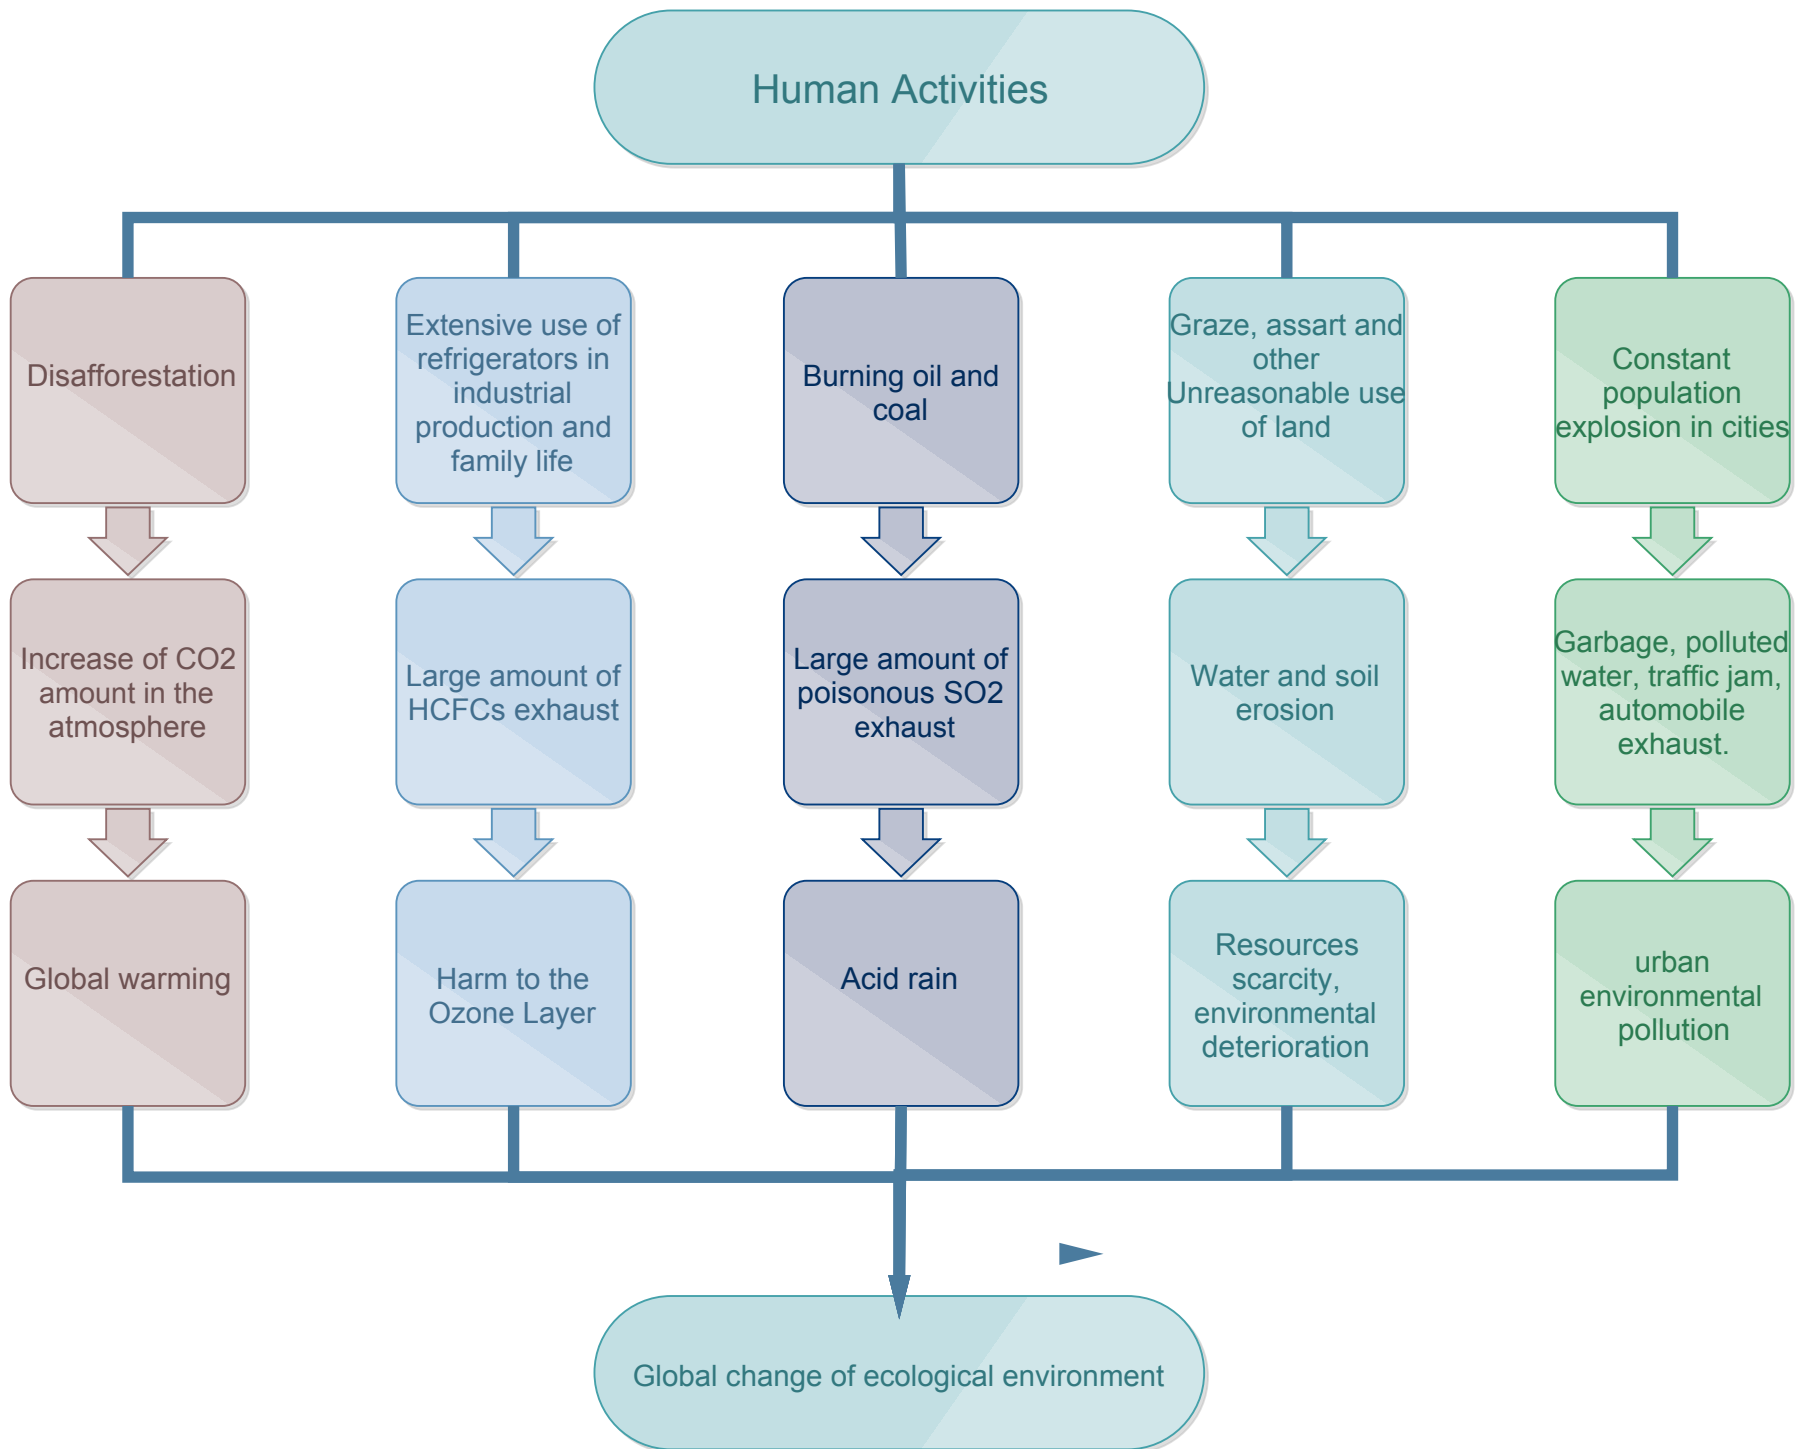 Human Activities
Disafforestation
Extensive use of
refrigerators in
industrial
production and
family life
Burning oil and
coal
Graze, assart and
other
Unreasonable use
of land
Constant
population
explosion in cities
Increase of CO2
amount in the
atmosphere
Large amount of
HCFCs exhaust
Large amount of
poisonous SO2
exhaust
Water and soil
erosion
Garbage, polluted
water, traffic jam,
automobile
exhaust.
Global warming
Harm to the
Ozone Layer
Acid rain
Resources
scarcity,
environmental
deterioration
urban
environmental
pollution
Global change of ecological environment